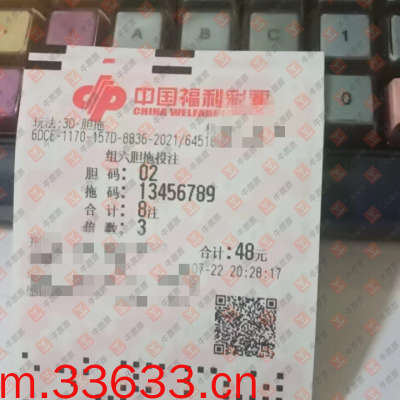 中国福利彩票
CHINA WELFARE
玩法:3D-胆拖
6DCE-1170-157D-8836-2021/6451
组六胆拖投注
胆 码: 02
拖 码: 13456789
合 计: 8注
倍 数: 3
合计:48元
07-22 20:28:17
m.33633.cn
A
C
1
0